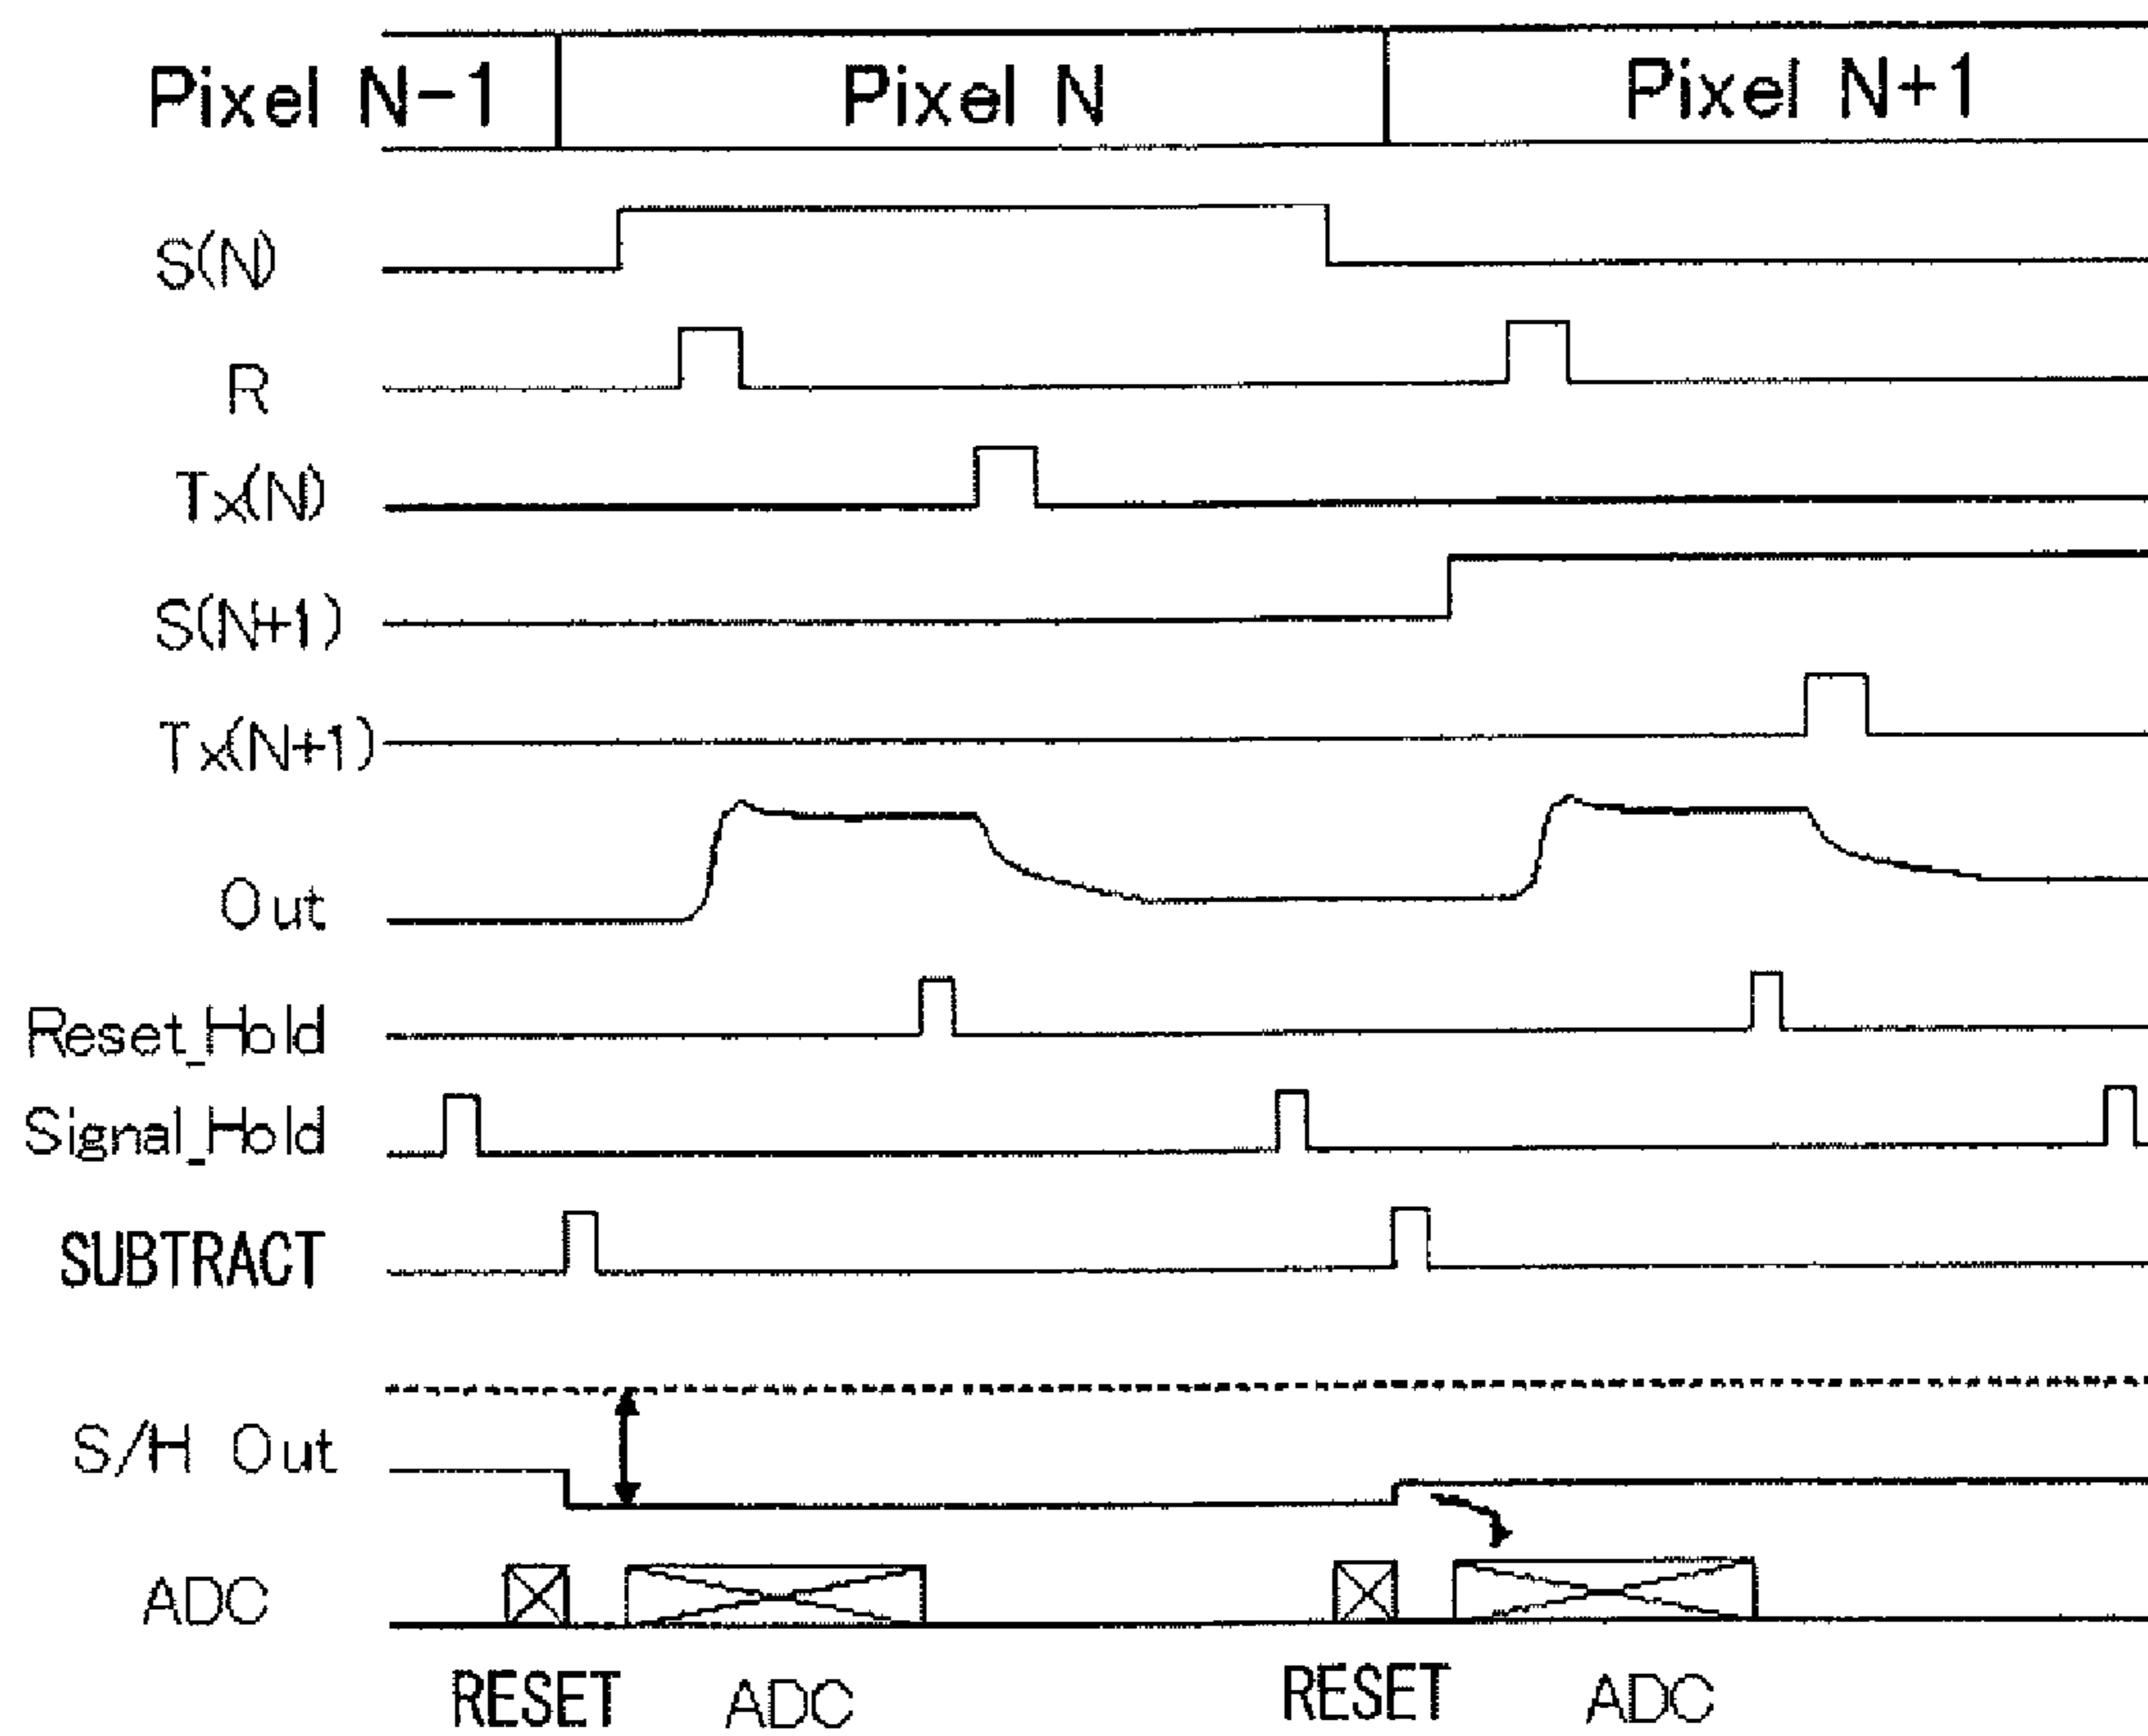 Pixel N-1 Pixel N Pixel N+1
S(N)
R
Tx(N)
S(N+1)
Tx(N+1)
Out
Reset_Hold
Signal_Hold
SUBTRACT
S/H Out
ADC
RESET ADC RESET ADC